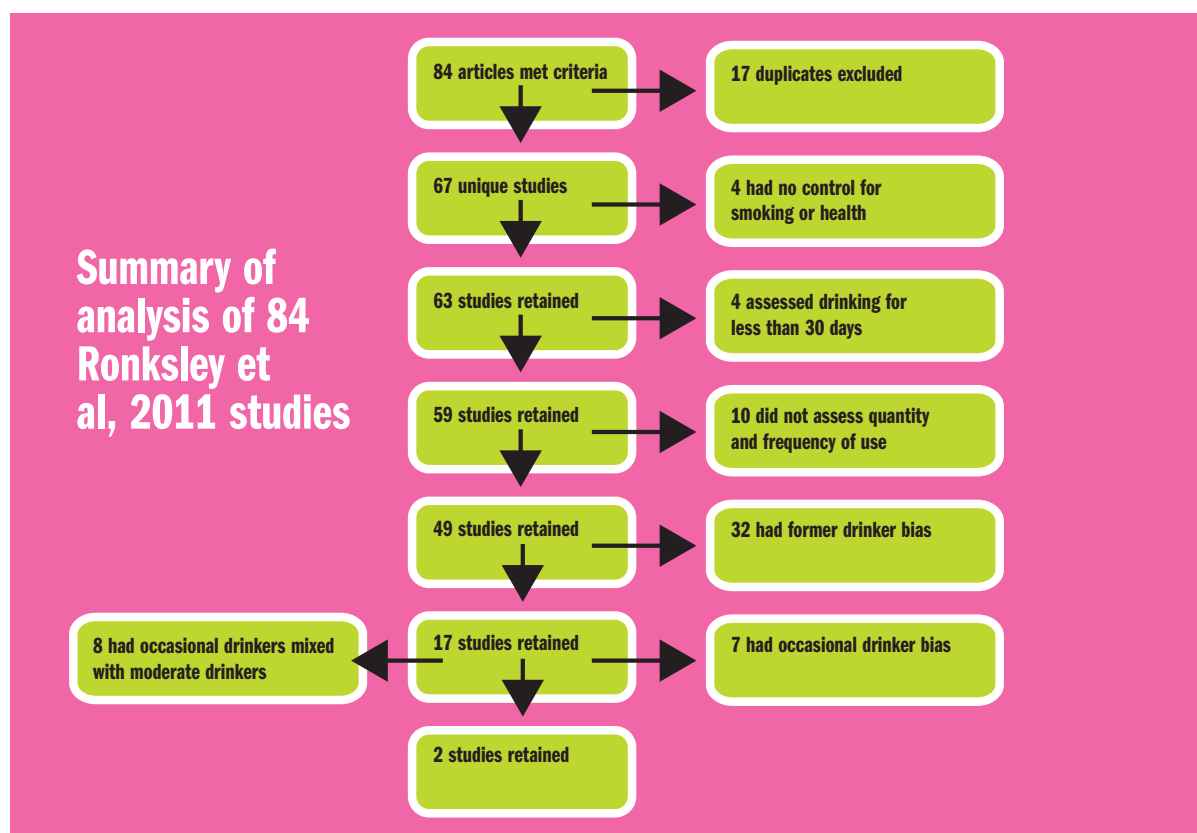 Summary of
analysis of 84
Ronksley et
al, 2011 studies
84 articles met criteria
17 duplicates excluded
67 unique studies
4 had no control for
smoking or health
63 studies retained
4 assessed drinking for
less than 30 days
59 studies retained
10 did not assess quantity
and frequency of use
49 studies retained
32 had former drinker bias
8 had occasional drinkers mixed
with moderate drinkers
17 studies retained
7 had occasional drinker bias
2 studies retained